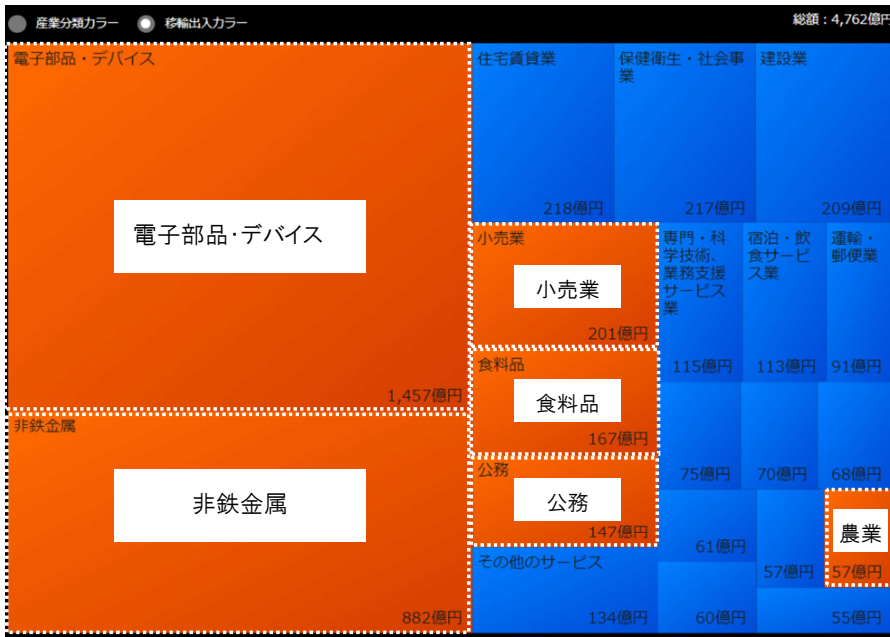 産業分類カラー 移輸出入カラー 総額：4,762億円
電子部品・デバイス
電子部品・デバイス
1,457億円
非鉄金属
非鉄金属
882億円
住宅賃貸業
218億円
保健衛生・社会事
業
217億円
建設業
209億円
小売業
小売業
201億円
食料品
食料品
167億円
公務
公務
147億円
その他のサービス
134億円
専門・科
学技術、
業務支援
サービス
業
115億円
宿泊・飲
食サービ
ス業
113億円
運輸・
郵便業
91億円
75億円
70億円
68億円
61億円
57億円
農業
57億円
60億円
55億円